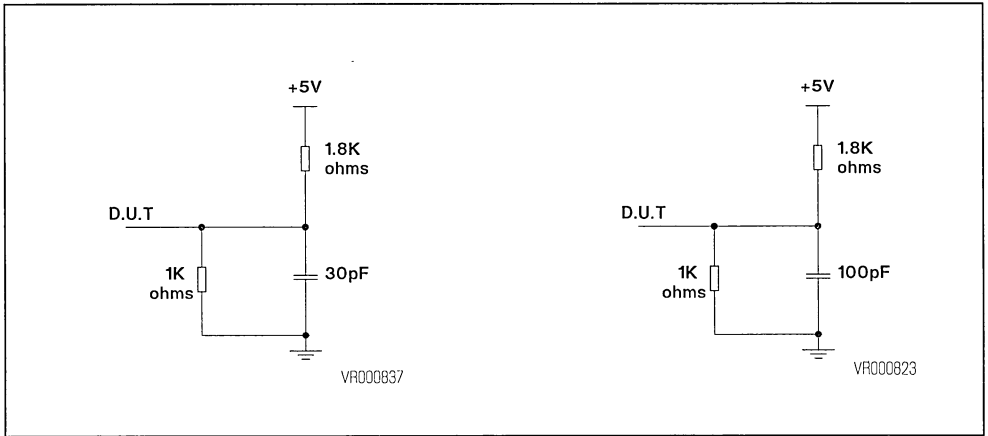 +5V
1.8K
ohms
D.U.T
1K
ohms
30pF
VR000837
+5V
1.8K
ohms
D.U.T
1K
ohms
100pF
VR000823